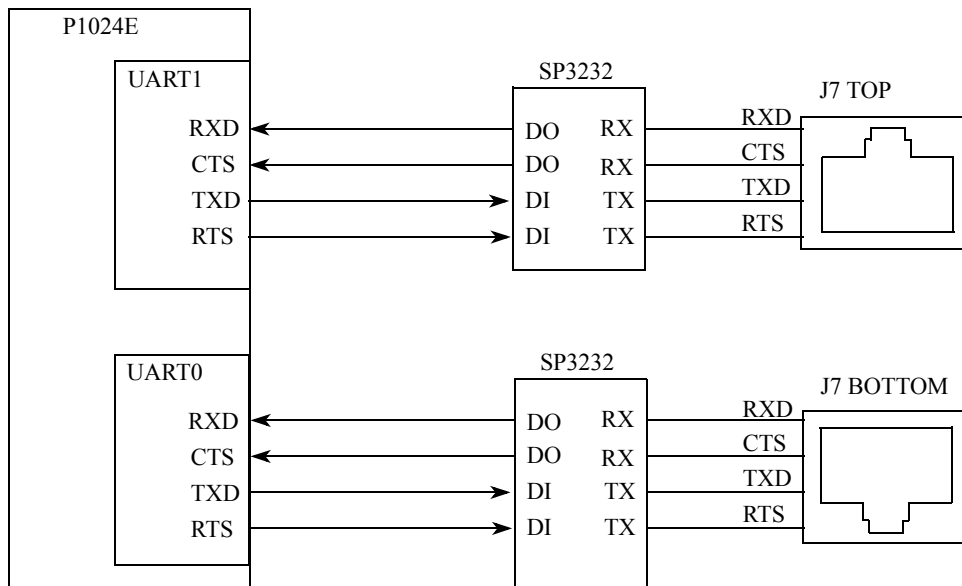 P1024E
UART1
SP3232
J7 TOP
RXD DO RX RXD
CTS DO RX CTS
TXD DI TX TXD
RTS DI TX RTS
UART0
SP3232
J7 BOTTOM
RXD DO RX RXD
CTS DO RX CTS
TXD DI TX TXD
RTS DI TX RTS